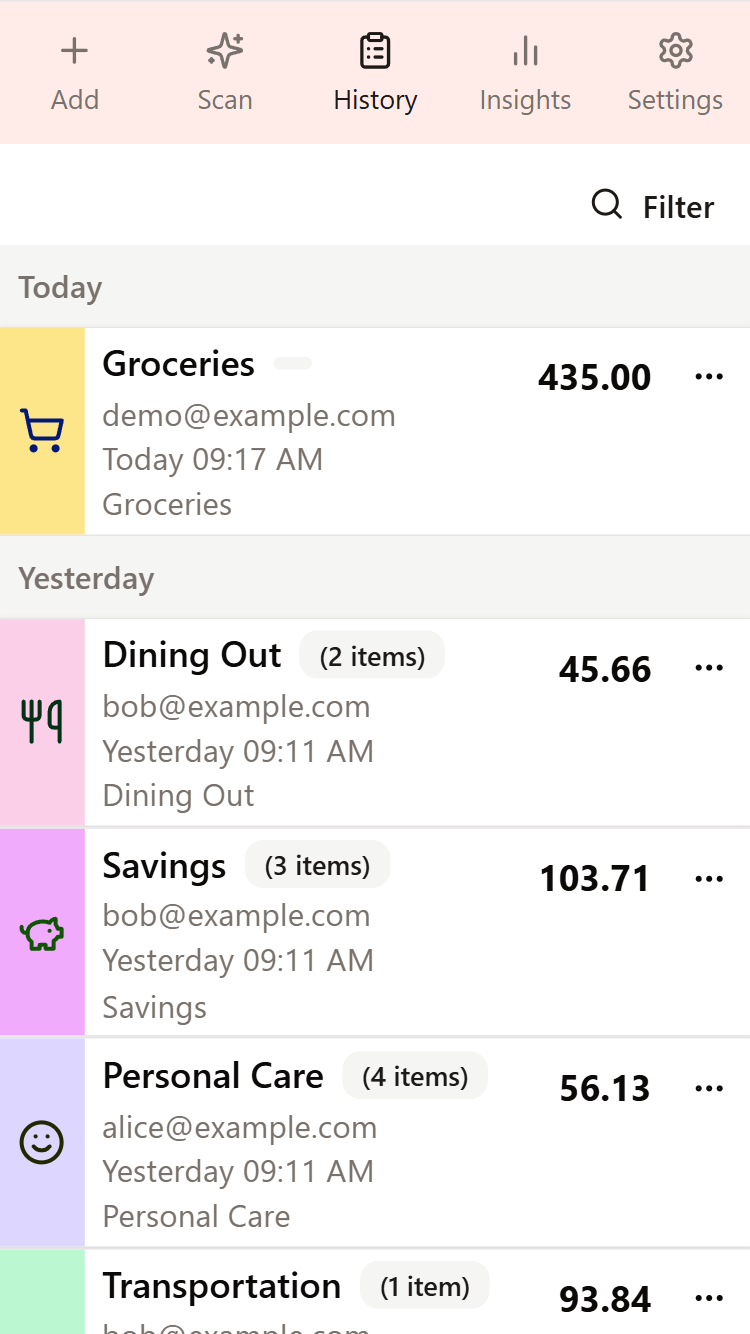 Add Scan History Insights Settings
Filter
Today
Groceries 435.00
demo@example.com
Today 09:17 AM
Groceries
Yesterday
Dining Out (2 items) 45.66
bob@example.com
Yesterday 09:11 AM
Dining Out
Savings (3 items) 103.71
bob@example.com
Yesterday 09:11 AM
Savings
Personal Care (4 items) 56.13
alice@example.com
Yesterday 09:11 AM
Personal Care
Transportation (1 item) 93.84
bob@example.com